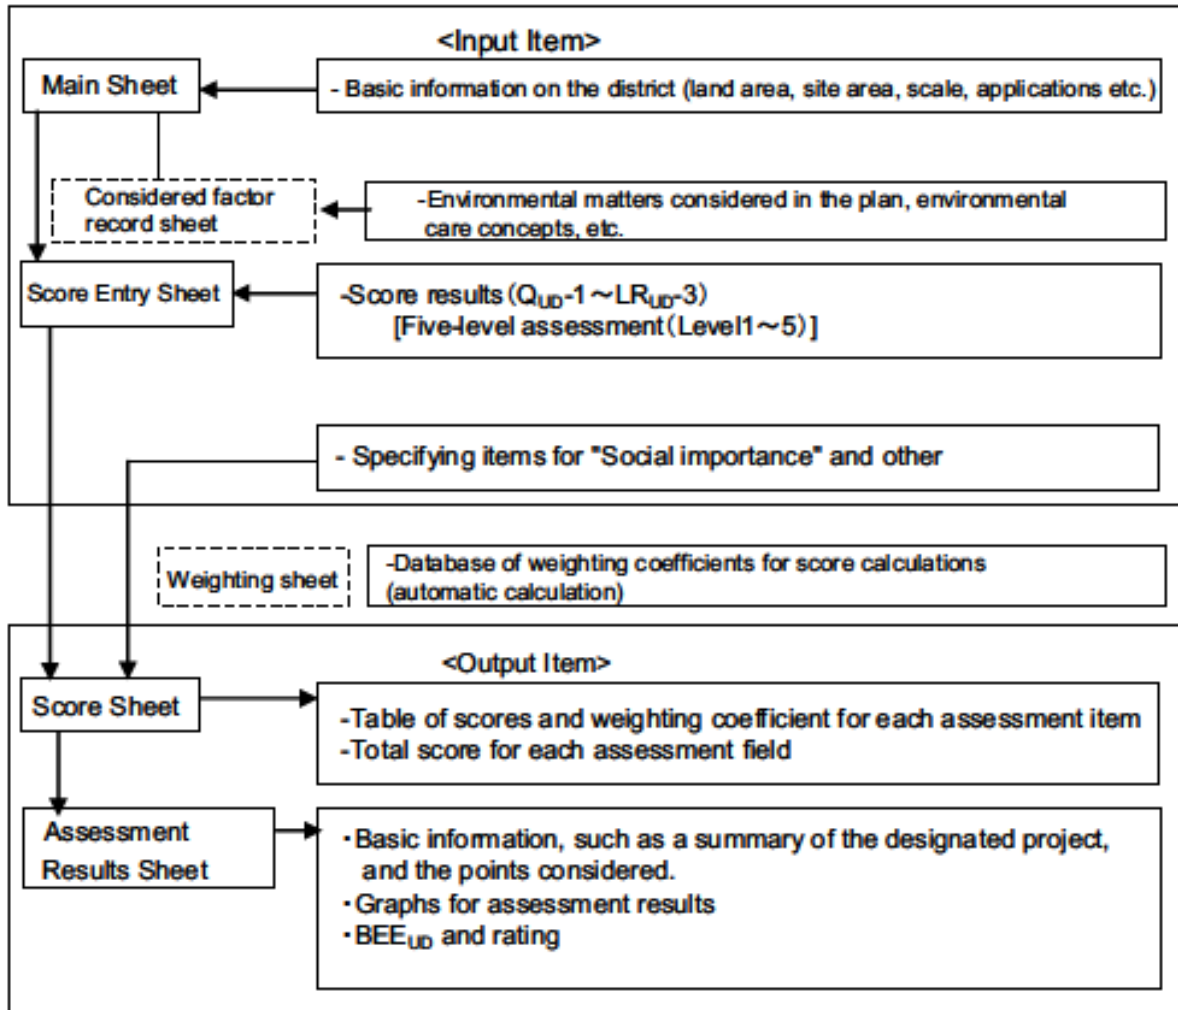 <Input Item>
Main Sheet
- Basic information on the district (land area, site area, scale, applications etc.)
Considered factor
record sheet
-Environmental matters considered in the plan, environmental
care concepts, etc.
Score Entry Sheet
-Score results(QUD-1~LRUD-3)
[Five-level assessment(Level1~5)]
- Specifying items for "Social importance" and other
Weighting sheet
-Database of weighting coefficients for score calculations
(automatic calculation)
<Output Item>
Score Sheet
-Table of scores and weighting coefficient for each assessment item
-Total score for each assessment field
Assessment
Results Sheet
・Basic information, such as a summary of the designated project,
and the points considered.
・Graphs for assessment results
・BEEUD and rating